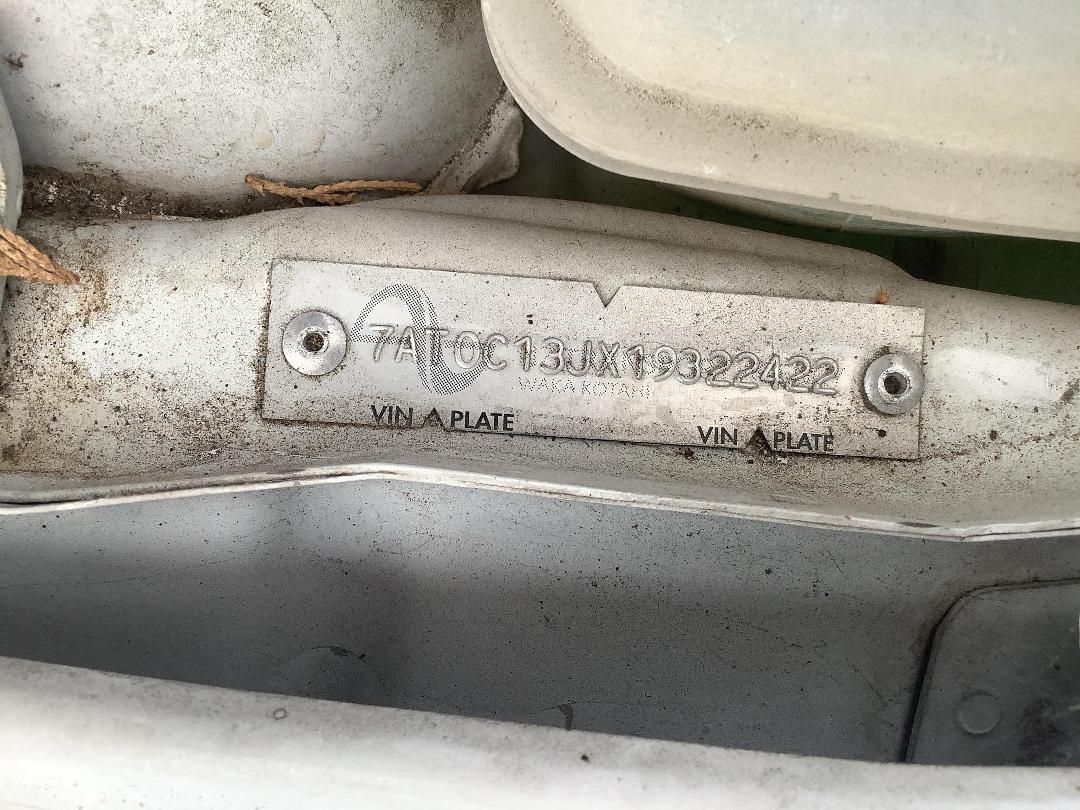 7AT0C13JX19322422
WAKA KOTAHI
VIN PLATE VIN PLATE